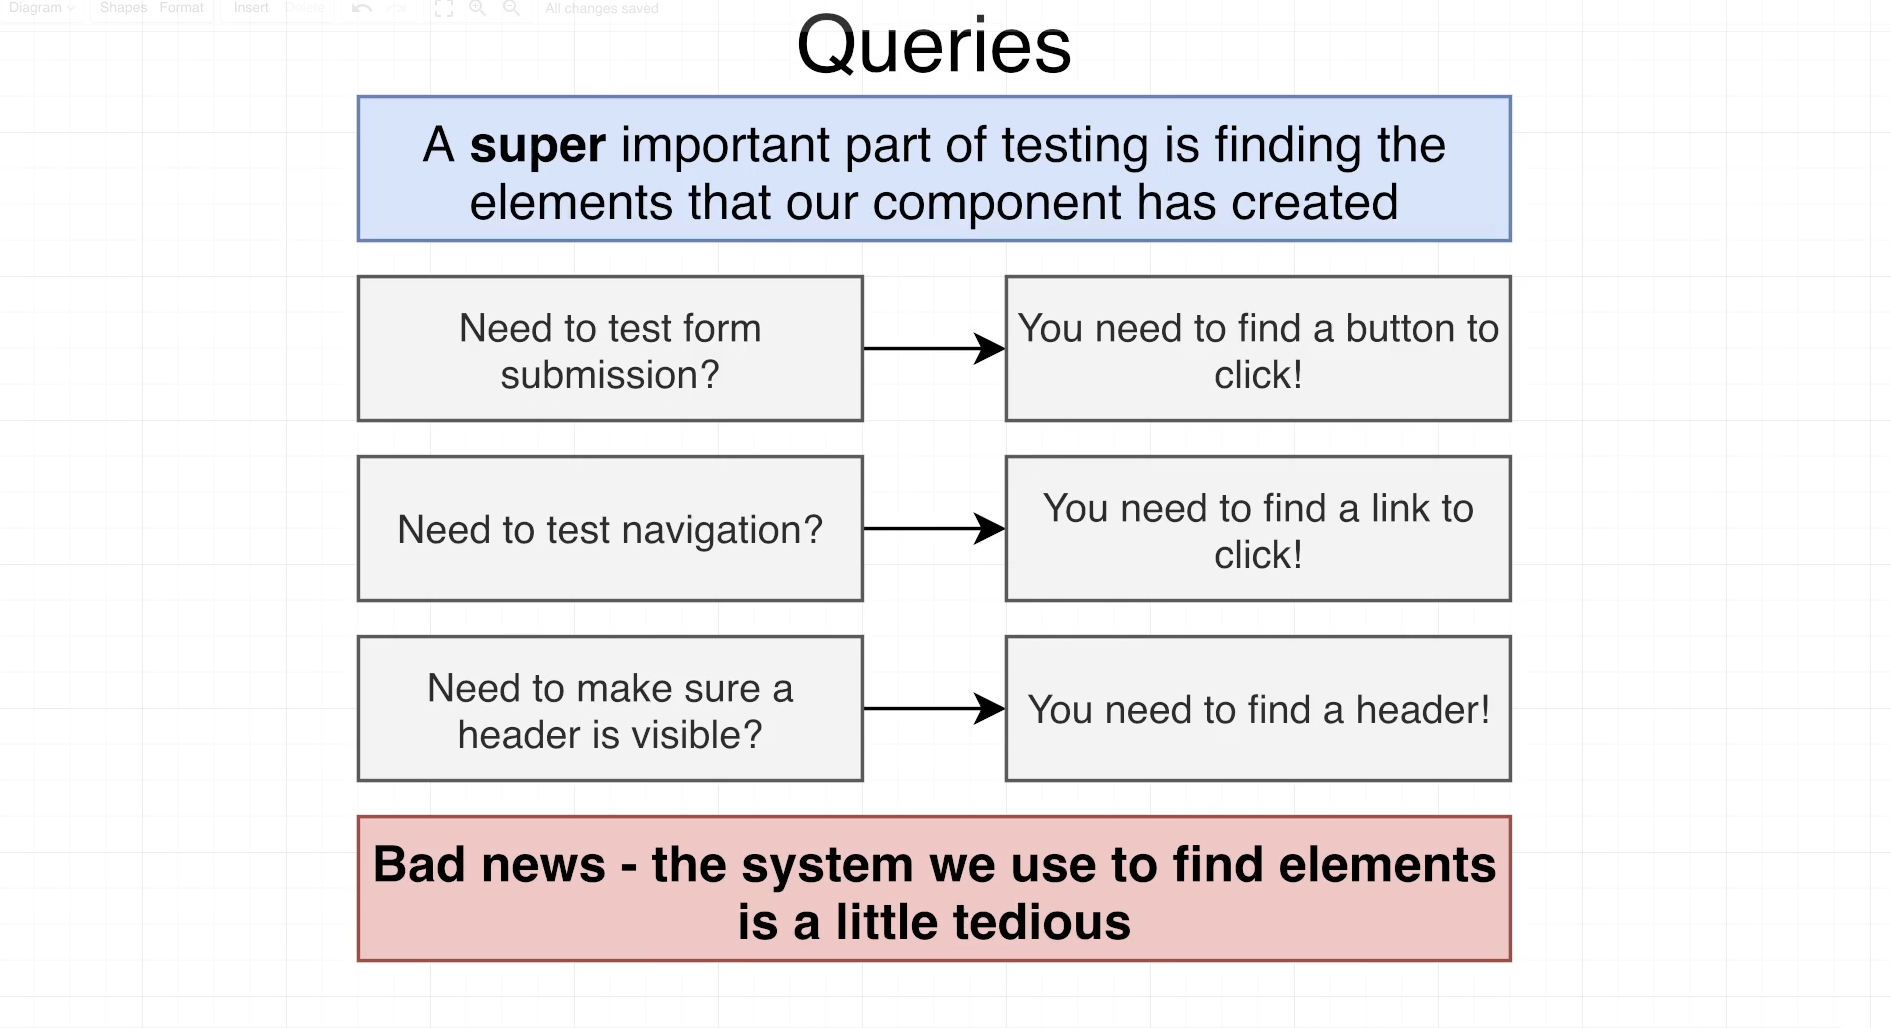 Diagram Shapes Format Insert Delete All changes saved
Queries
A super important part of testing is finding the
elements that our component has created
Need to test form
submission?
You need to find a button to
click!
Need to test navigation?
You need to find a link to
click!
Need to make sure a
header is visible?
You need to find a header!
Bad news - the system we use to find elements
is a little tedious